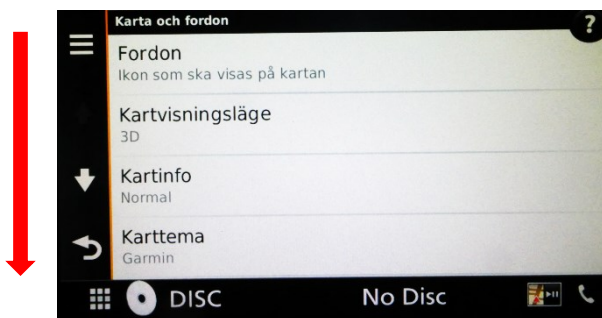 Karta och fordon
?
Fordon
Ikon som ska visas på kartan
Kartvisningsläge
3D
Kartinfo
Normal
Karttema
Garmin
DISC
No Disc